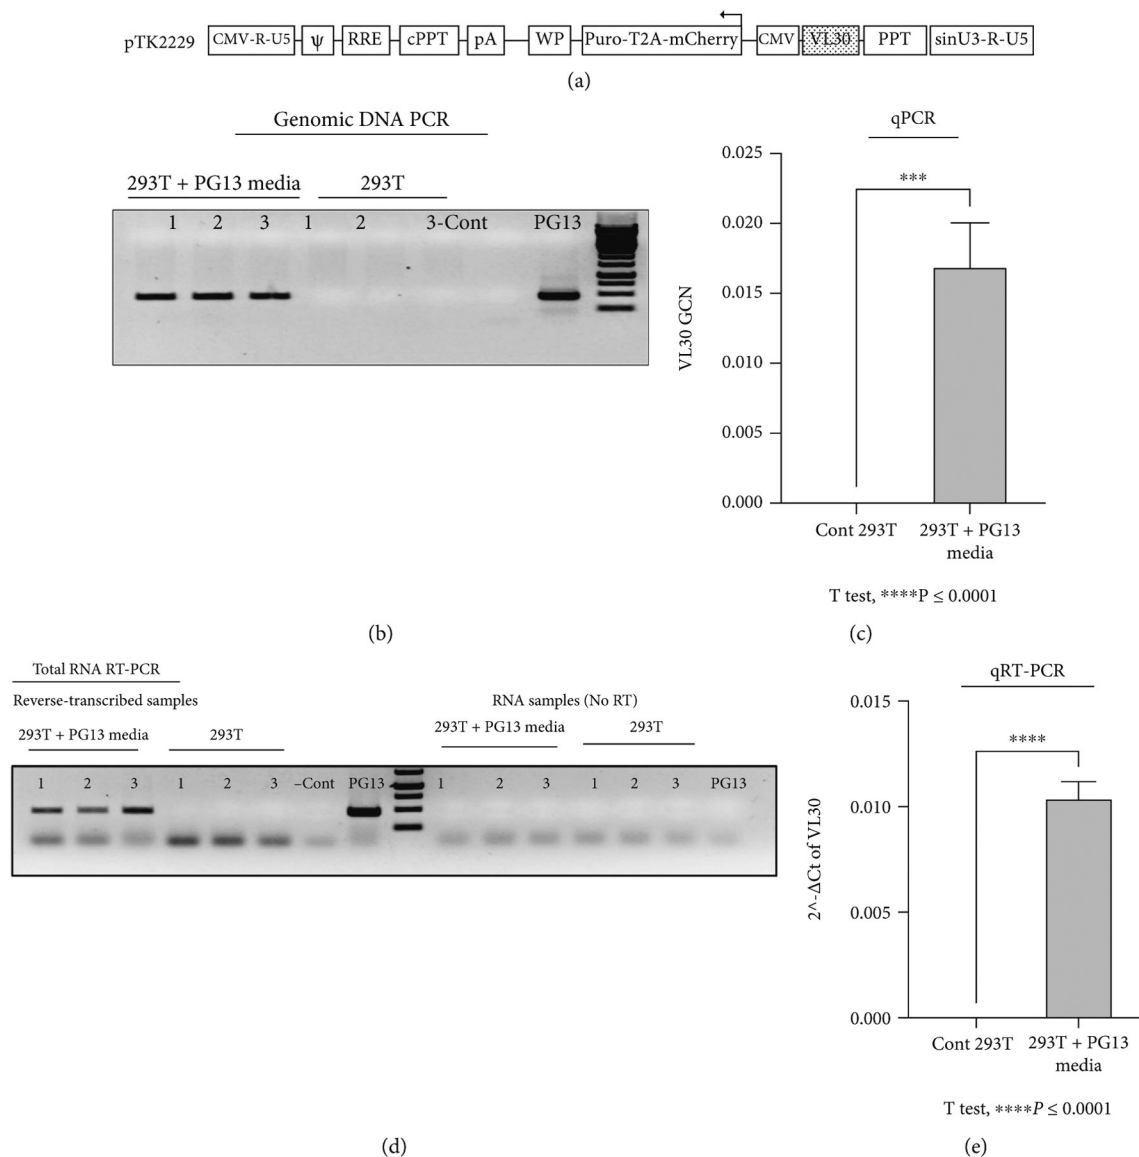 pTK2229 CMV-R-U5 ψ RRE cPPT pA WP Puro-T2A-mCherry CMV VL30 PPT sinU3-R-U5
(a)
Genomic DNA PCR
293T + PG13 media 293T
1 2 3 1 2 3-Cont PG13
(b)
qPCR
***
0.025
0.020
0.015
0.010
0.005
0.000
VL30 GCN
Cont 293T 293T + PG13
media
T test, ****P ≤ 0.0001
(c)
Total RNA RT-PCR
Reverse-transcribed samples RNA samples (No RT)
293T + PG13 media 293T 293T + PG13 media 293T
1 2 3 1 2 3 –Cont PG13 1 2 3 1 2 3 PG13
(d)
qRT-PCR
****
0.015
0.010
0.005
0.000
2^-ΔCt of VL30
Cont 293T 293T + PG13
media
T test, ****P ≤ 0.0001
(e)